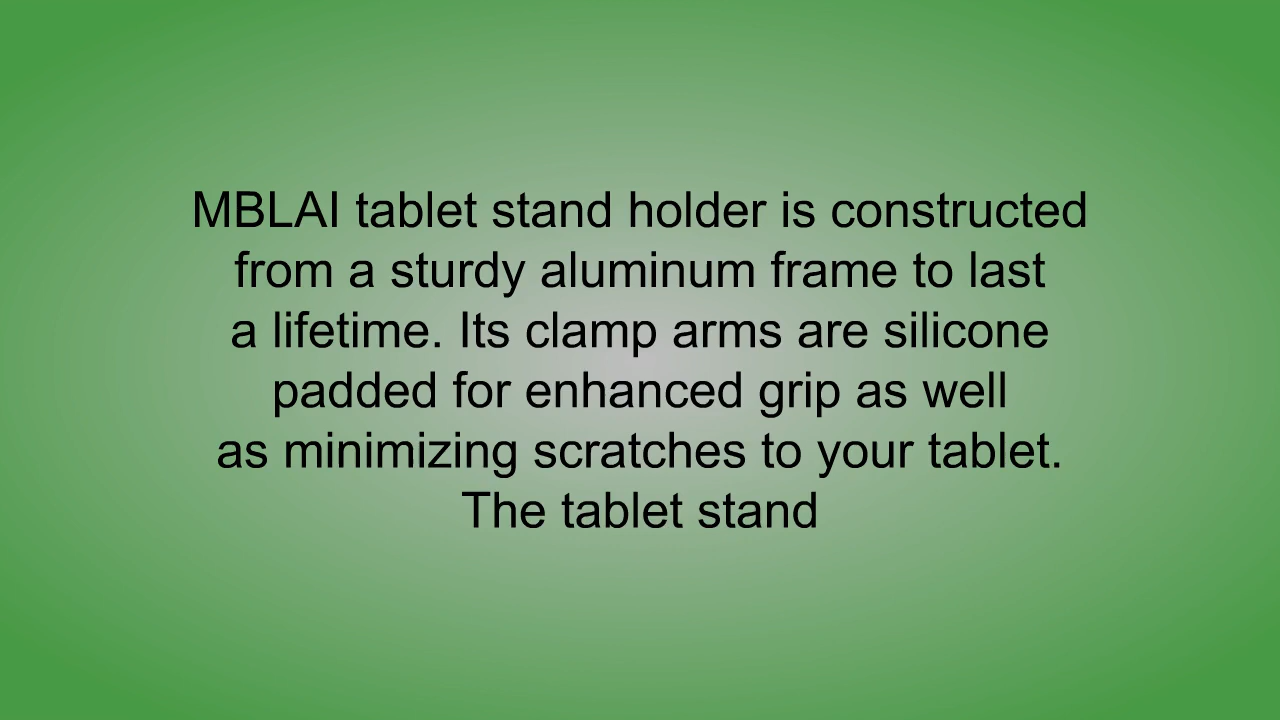 MBLAI tablet stand holder is constructed
from a sturdy aluminum frame to last
a lifetime. Its clamp arms are silicone
padded for enhanced grip as well
as minimizing scratches to your tablet.
The tablet stand